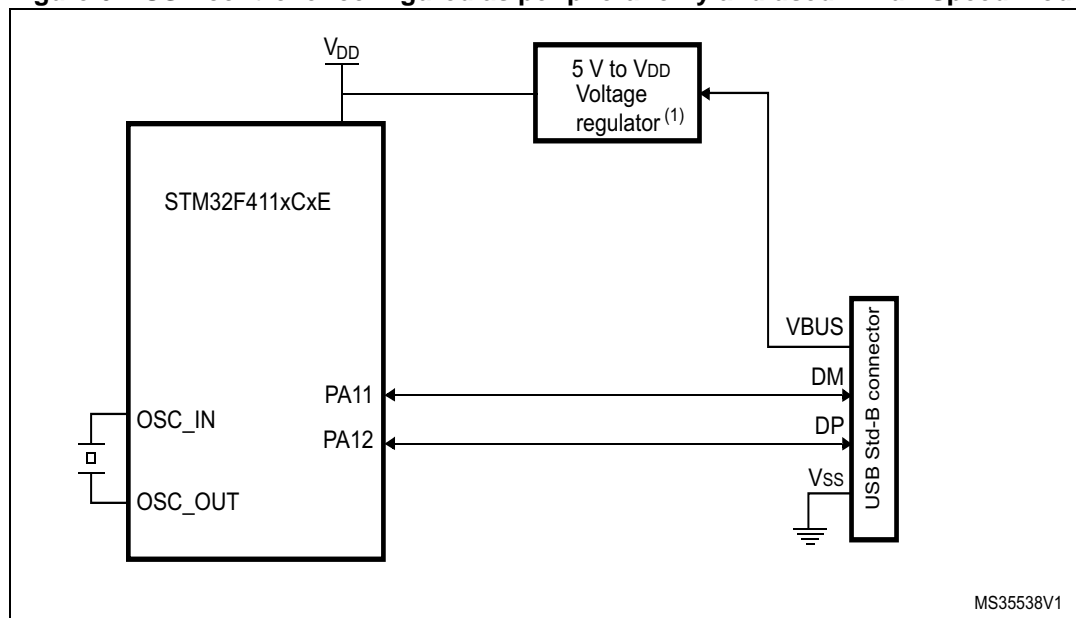 VDD
5 V to VDD
Voltage
regulator (1)
STM32F411xCxE
VBUS
DM
PA11
OSC_IN
DP
PA12
VSS
OSC_OUT
USB Std-B connector
MS35538V1